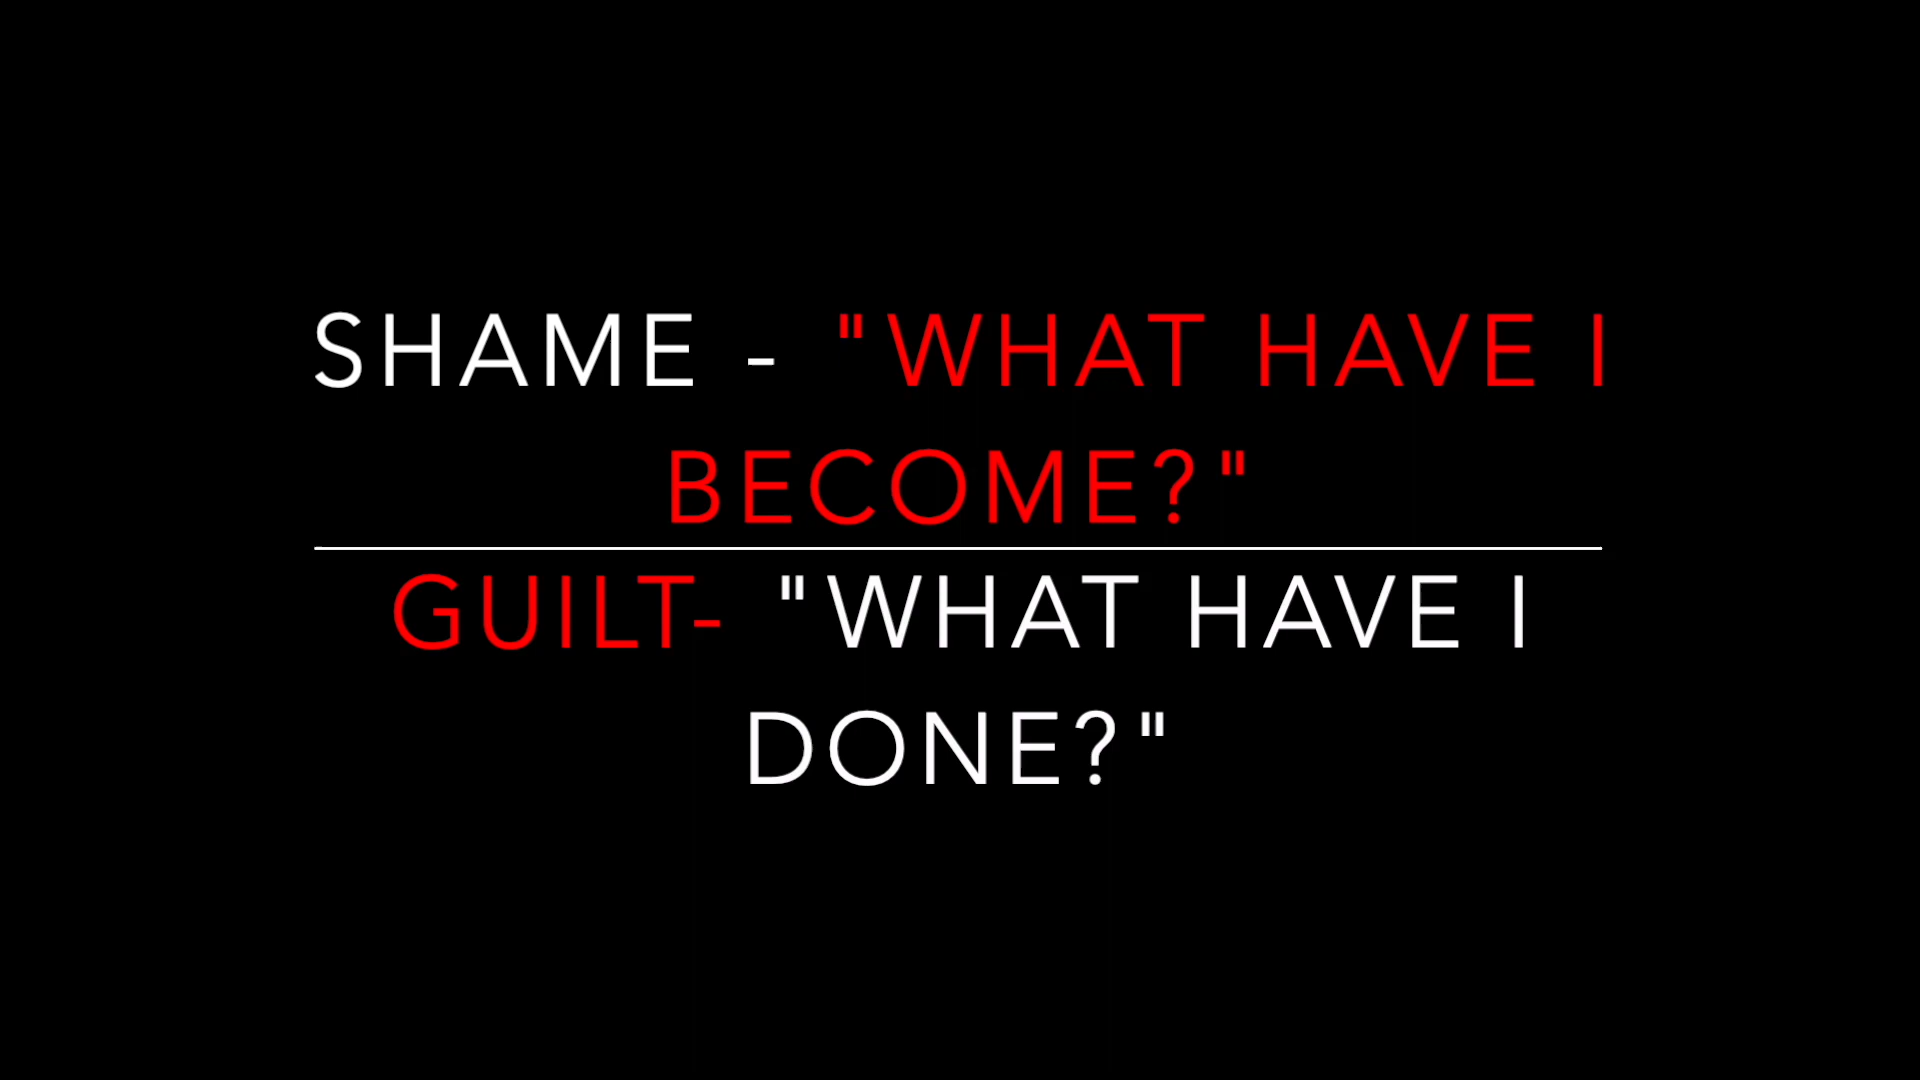 SHAME - "WHAT HAVE I
BECOME?"
GUILT- "WHAT HAVE I
DONE?"